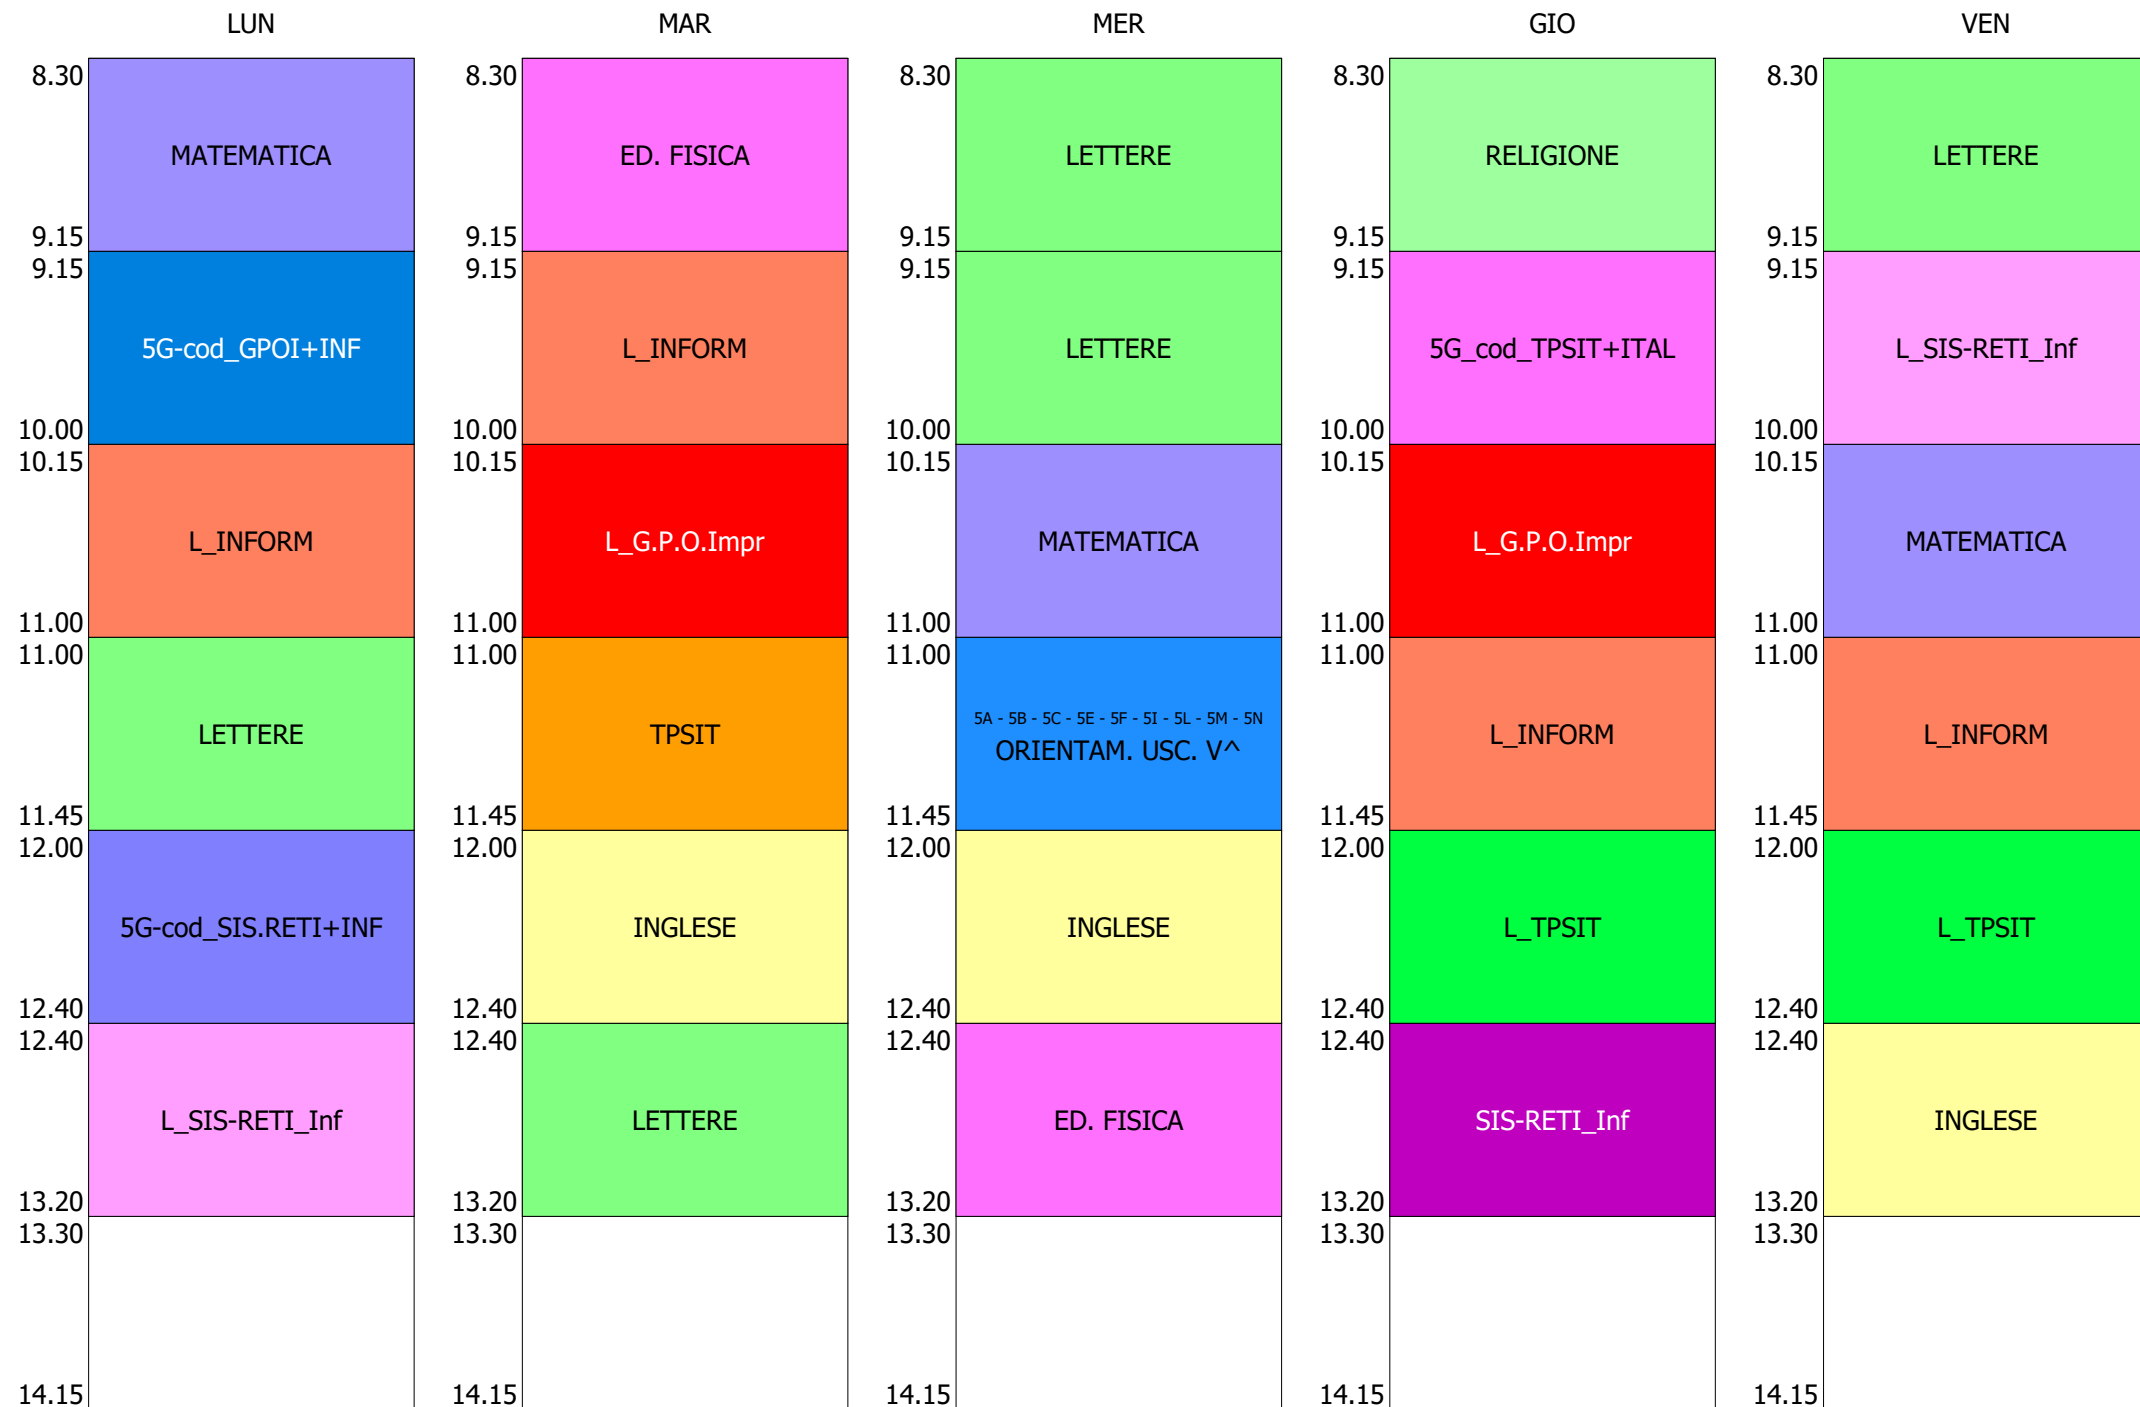 LUN
MAR
MER
GIO
VEN
8.30
MATEMATICA
9.15
9.15
5G-cod_GPOI+INF
10.00
10.15
L_INFORM
11.00
11.00
LETTERE
11.45
12.00
5G-cod_SIS.RETI+INF
12.40
12.40
L_SIS-RETI_Inf
13.20
13.30
14.15
8.30
ED. FISICA
9.15
9.15
L_INFORM
10.00
10.15
L_G.P.O.Impr
11.00
11.00
TPSIT
11.45
12.00
INGLESE
12.40
12.40
LETTERE
13.20
13.30
14.15
8.30
LETTERE
9.15
9.15
LETTERE
10.00
10.15
MATEMATICA
11.00
11.00
5A - 5B - 5C - 5E - 5F - 5I - 5L - 5M - 5N
ORIENTAM. USC. V^
11.45
12.00
INGLESE
12.40
12.40
ED. FISICA
13.20
13.30
14.15
8.30
RELIGIONE
9.15
9.15
5G_cod_TPSIT+ITAL
10.00
10.15
L_G.P.O.Impr
11.00
11.00
L_INFORM
11.45
12.00
L_TPSIT
12.40
12.40
SIS-RETI_Inf
13.20
13.30
14.15
8.30
LETTERE
9.15
9.15
L_SIS-RETI_Inf
10.00
10.15
MATEMATICA
11.00
11.00
L_INFORM
11.45
12.00
L_TPSIT
12.40
12.40
INGLESE
13.20
13.30
14.15